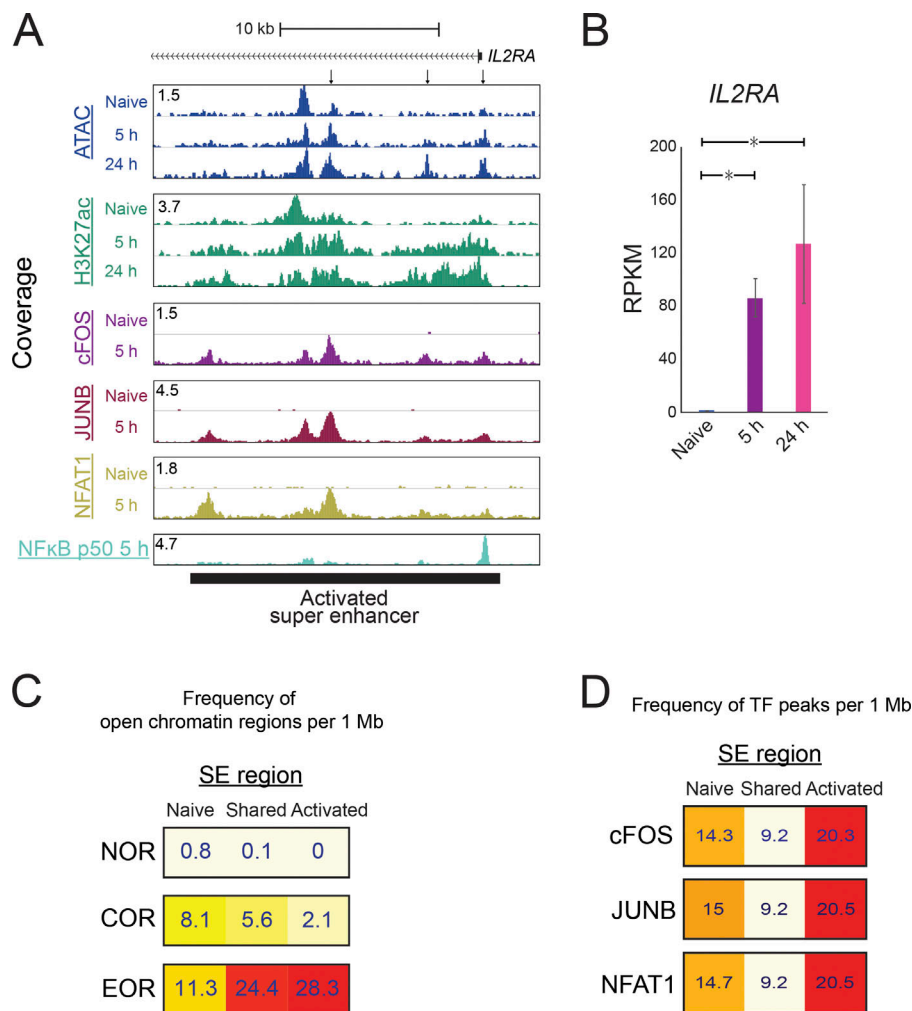 A
10 kb
IL2RA
Coverage
ATAC
Naive
1.5
5 h
24 h
H3K27ac
Naive
3.7
5 h
24 h
cFOS
Naive
1.5
5 h
JUNB
Naive
4.5
5 h
NFAT1
Naive
1.8
5 h
NFκB p50 5 h
4.7
Activated
super enhancer
B
IL2RA
*
*
RPKM
200
160
120
80
40
0
Naive
5 h
24 h
C
Frequency of
open chromatin regions per 1 Mb
SE region
Naive Shared Activated
NOR 0.8 0.1 0
COR 8.1 5.6 2.1
EOR 11.3 24.4 28.3
D
Frequency of TF peaks per 1 Mb
SE region
Naive Shared Activated
cFOS 14.3 9.2 20.3
JUNB 15 9.2 20.5
NFAT1 14.7 9.2 20.5